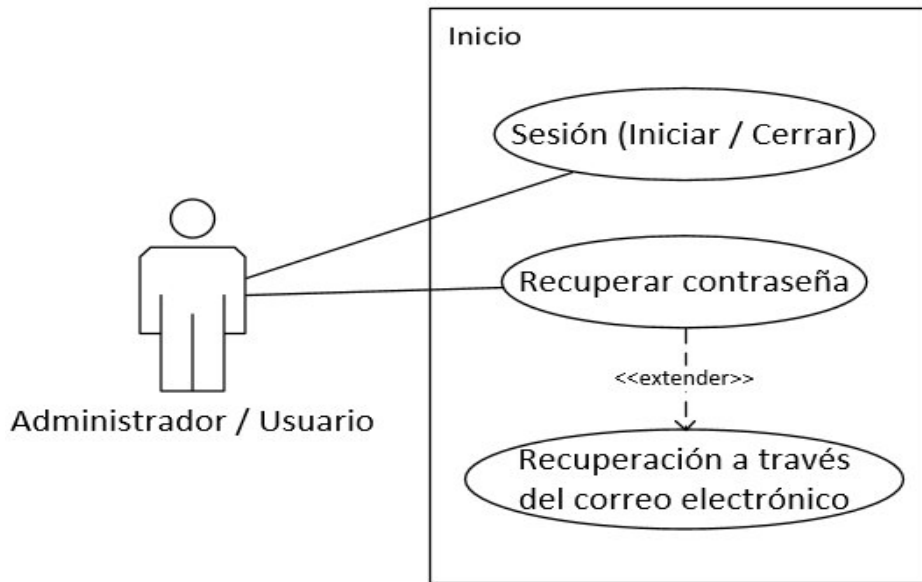 Inicio
Sesión (Iniciar / Cerrar)
Recuperar contraseña
<<extender>>
Administrador / Usuario
Recuperación a través
del correo electrónico